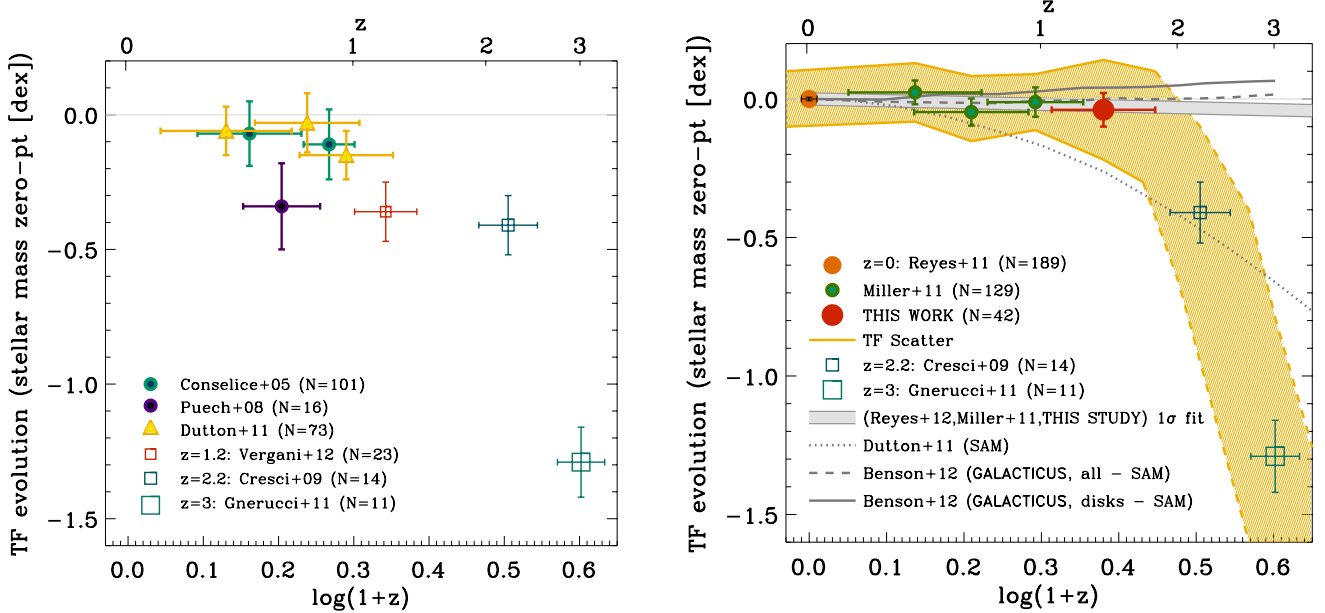 z
0 1 2 3
TF evolution (stellar mass zero-pt [dex])
0.0
−0.5
−1.0
−1.5
Conselice+05 (N=101)
Puech+08 (N=16)
Dutton+11 (N=73)
z=1.2: Vergani+12 (N=23)
z=2.2: Cresci+09 (N=14)
z=3: Gnerucci+11 (N=11)
0.0 0.1 0.2 0.3 0.4 0.5 0.6
log(1+z)
z
0 1 2 3
TF evolution (stellar mass zero-pt [dex])
0.0
−0.5
−1.0
−1.5
z=0: Reyes+11 (N=189)
Miller+11 (N=129)
THIS WORK (N=42)
TF Scatter
z=2.2: Cresci+09 (N=14)
z=3: Gnerucci+11 (N=11)
(Reyes+12,Miller+11,THIS STUDY) 1σ fit
Dutton+11 (SAM)
Benson+12 (GALACTICUS, all − SAM)
Benson+12 (GALACTICUS, disks − SAM)
0.0 0.1 0.2 0.3 0.4 0.5 0.6
log(1+z)